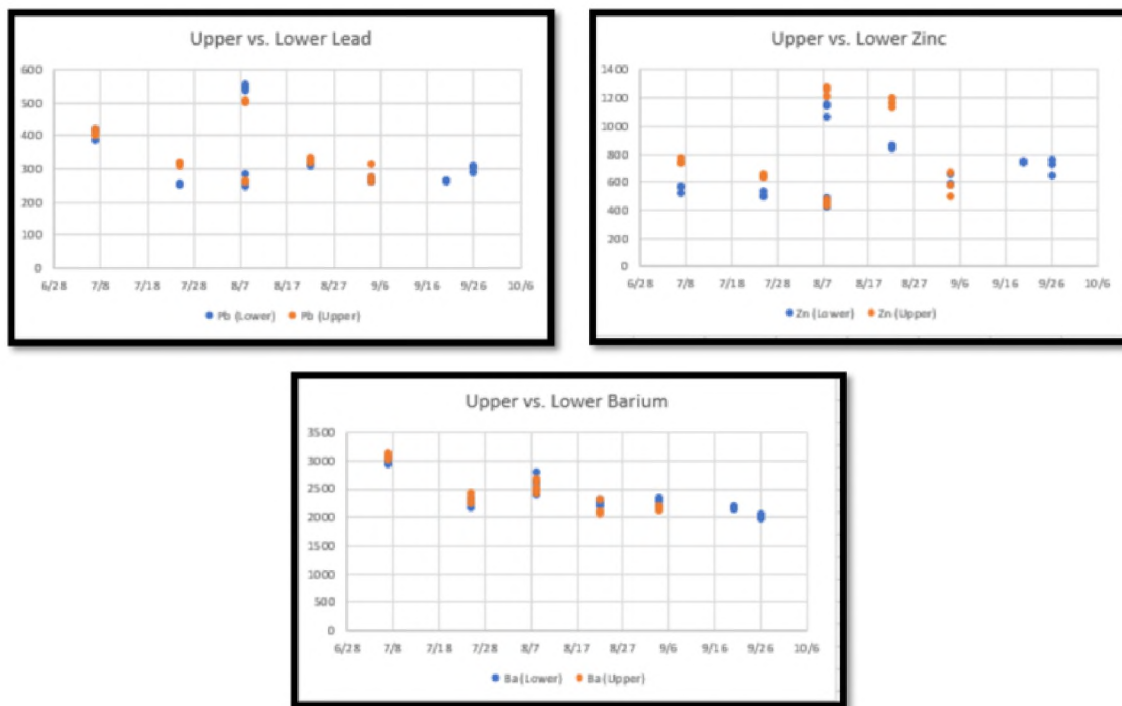 Upper vs. Lower Lead
600
500
400
300
200
100
0
6/28 7/8 7/18 7/28 8/7 8/17 8/27 9/6 9/16 9/26 10/6
Pb (Lower) Pb (Upper)
Upper vs. Lower Zinc
1400
1200
1000
800
600
400
200
0
6/28 7/8 7/18 7/28 8/7 8/17 8/27 9/6 9/16 9/26 10/6
Zn (Lower) Zn (Upper)
Upper vs. Lower Barium
3500
3000
2500
2000
1500
1000
500
0
6/28 7/8 7/18 7/28 8/7 8/17 8/27 9/6 9/16 9/26 10/6
Ba (Lower) Ba (Upper)